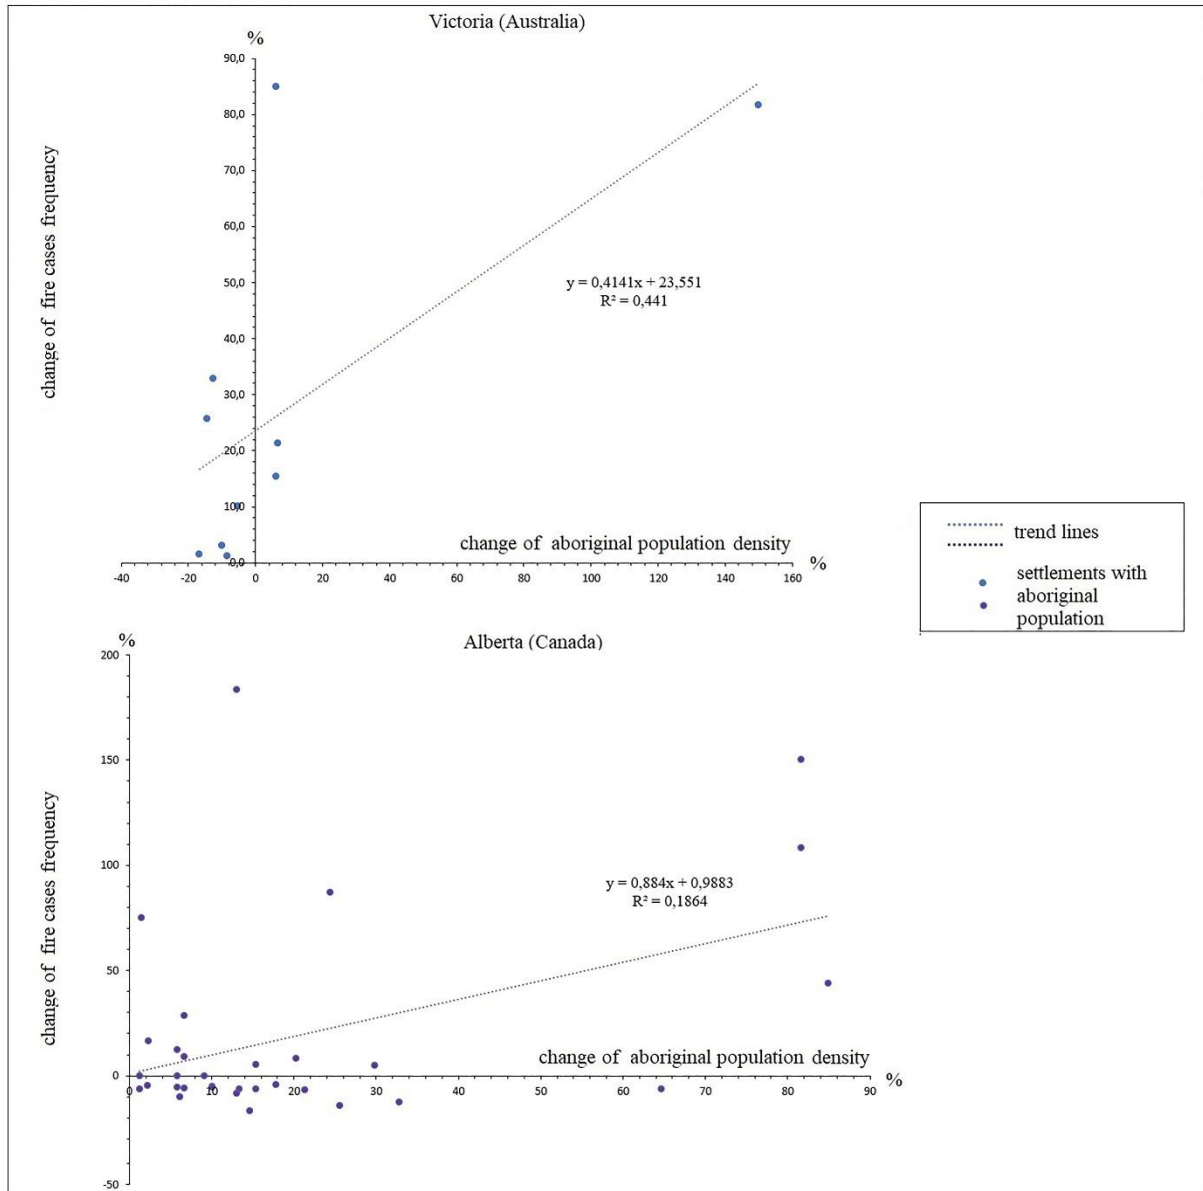 Victoria (Australia)
%
90,0
80,0
70,0
60,0
50,0
40,0
30,0
20,0
10,0
0,0
change of fire cases frequency
y = 0,4141x + 23,551
R² = 0,441
change of aboriginal population density
%
-40 -20 0 20 40 60 80 100 120 140 160
trend lines
settlements with
aboriginal
population
Alberta (Canada)
%
200
150
100
50
0
-50
change of fire cases frequency
y = 0,884x + 0,9883
R² = 0,1864
change of aboriginal population density
%
0 10 20 30 40 50 60 70 80 90